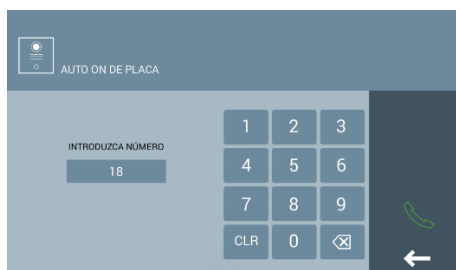 AUTO ON DE PLACA
INTRODUZCA NÚMERO
18
1 2 3
4 5 6
7 8 9
CLR 0